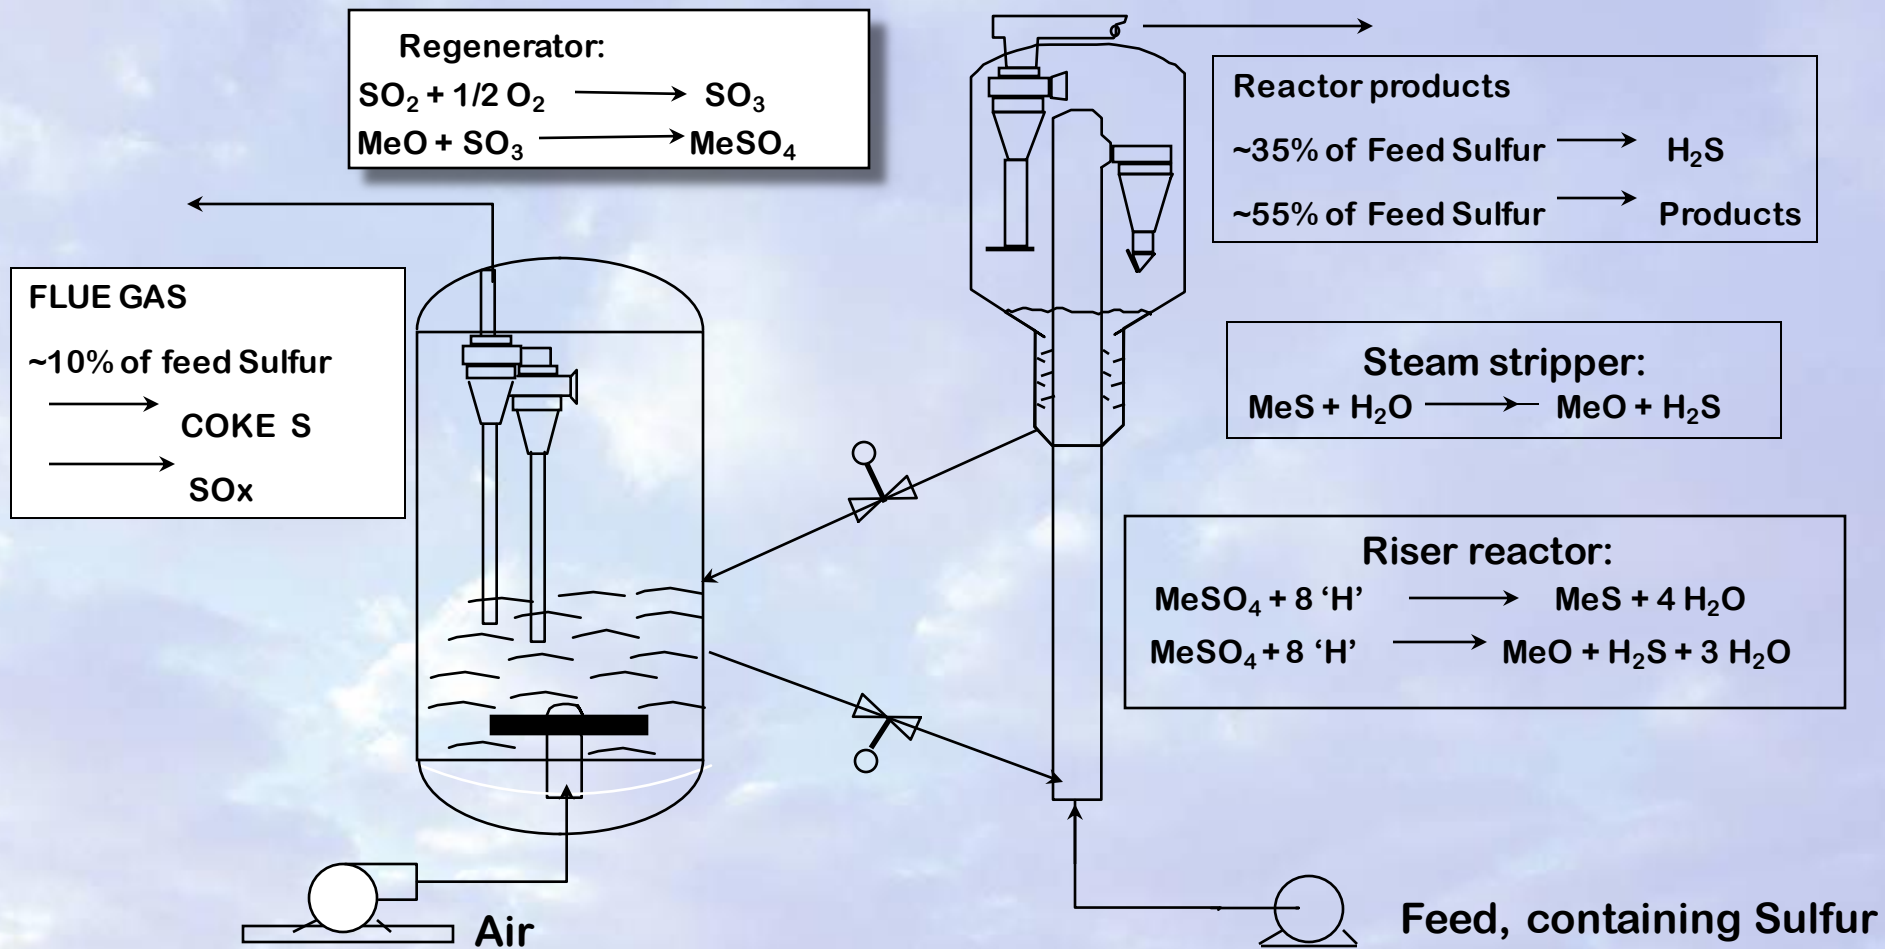 Regenerator:
SO₂ + 1/2 O₂ → SO₃
MeO + SO₃ → MeSO₄
Reactor products
~35% of Feed Sulfur → H₂S
~55% of Feed Sulfur → Products
FLUE GAS
~10% of feed Sulfur
→ COKE S
→ SOx
Steam stripper:
MeS + H₂O → MeO + H₂S
Riser reactor:
MeSO₄ + 8 ‘H’ → MeS + 4 H₂O
MeSO₄ + 8 ‘H’ → MeO + H₂S + 3 H₂O
Air
Feed, containing Sulfur